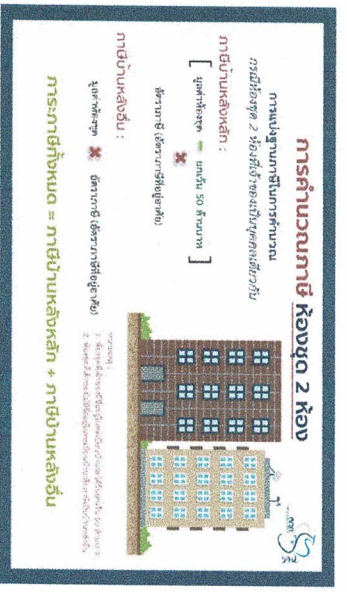 การคำนวณภาษี ห้องชุด 2 ห้อง
การแบ่งฐานภาษีในการคำนวณ
กรณีห้องชุด 2 ห้องที่เจ้าของเป็นบุคคลเดียวกัน
ภาษีบ้านหลังหลัก :
[ มูลค่าห้องชุด - ยกเว้น 50 ล้านบาท ]
✖
อัตราภาษี (อัตราภาษีที่อยู่อาศัย)
ภาษีบ้านหลังอื่น :
มูลค่าห้องชุด ✖ อัตราภาษี (อัตราภาษีที่อยู่อาศัย)
หมายเหตุ :
ภาระภาษีทั้งหมด = ภาษีบ้านหลังหลัก + ภาษีบ้านหลังอื่น